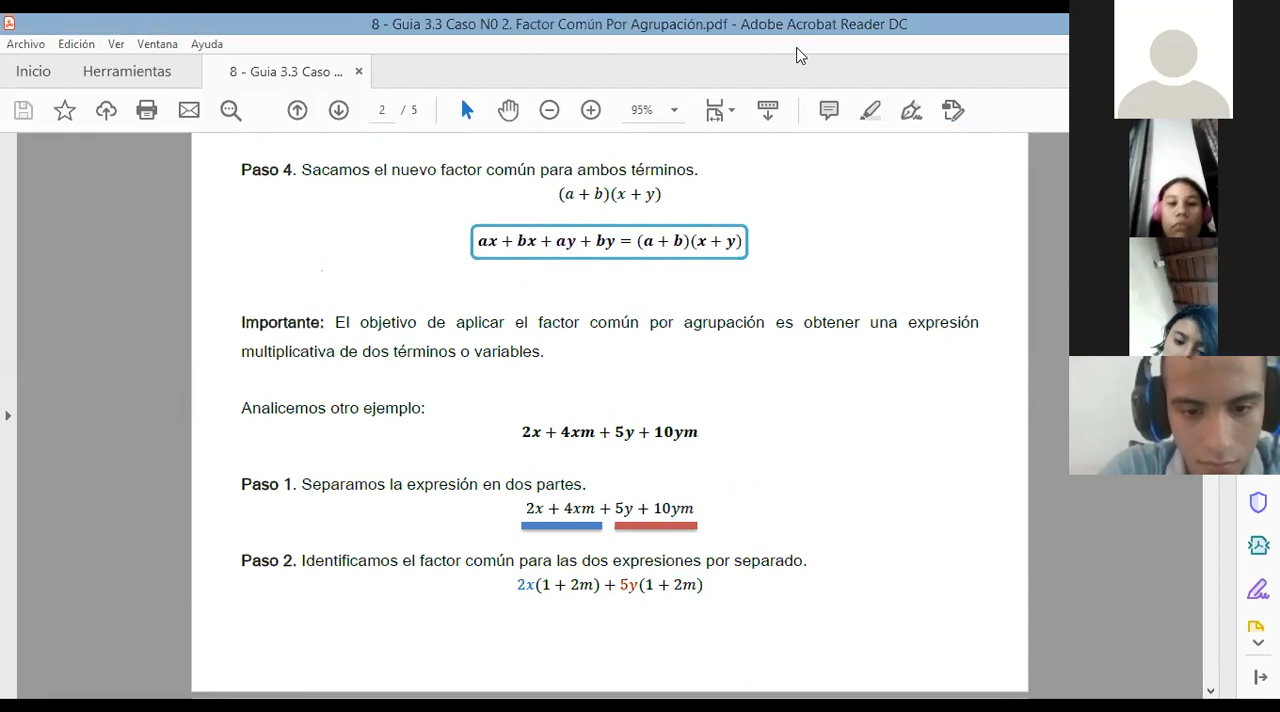 8 - Guia 3.3 Caso N0 2. Factor Común Por Agrupación.pdf - Adobe Acrobat Reader DC
Archivo Edición Ver Ventana Ayuda
Inicio Herramientas 8 - Guia 3.3 Caso ... ×
2 / 5 95%
Paso 4. Sacamos el nuevo factor común para ambos términos.
(a + b)(x + y)
ax + bx + ay + by = (a + b)(x + y)
Importante: El objetivo de aplicar el factor común por agrupación es obtener una expresión
multiplicativa de dos términos o variables.
Analicemos otro ejemplo:
2x + 4xm + 5y + 10ym
Paso 1. Separamos la expresión en dos partes.
2x + 4xm + 5y + 10ym
Paso 2. Identificamos el factor común para las dos expresiones por separado.
2x(1 + 2m) + 5y(1 + 2m)